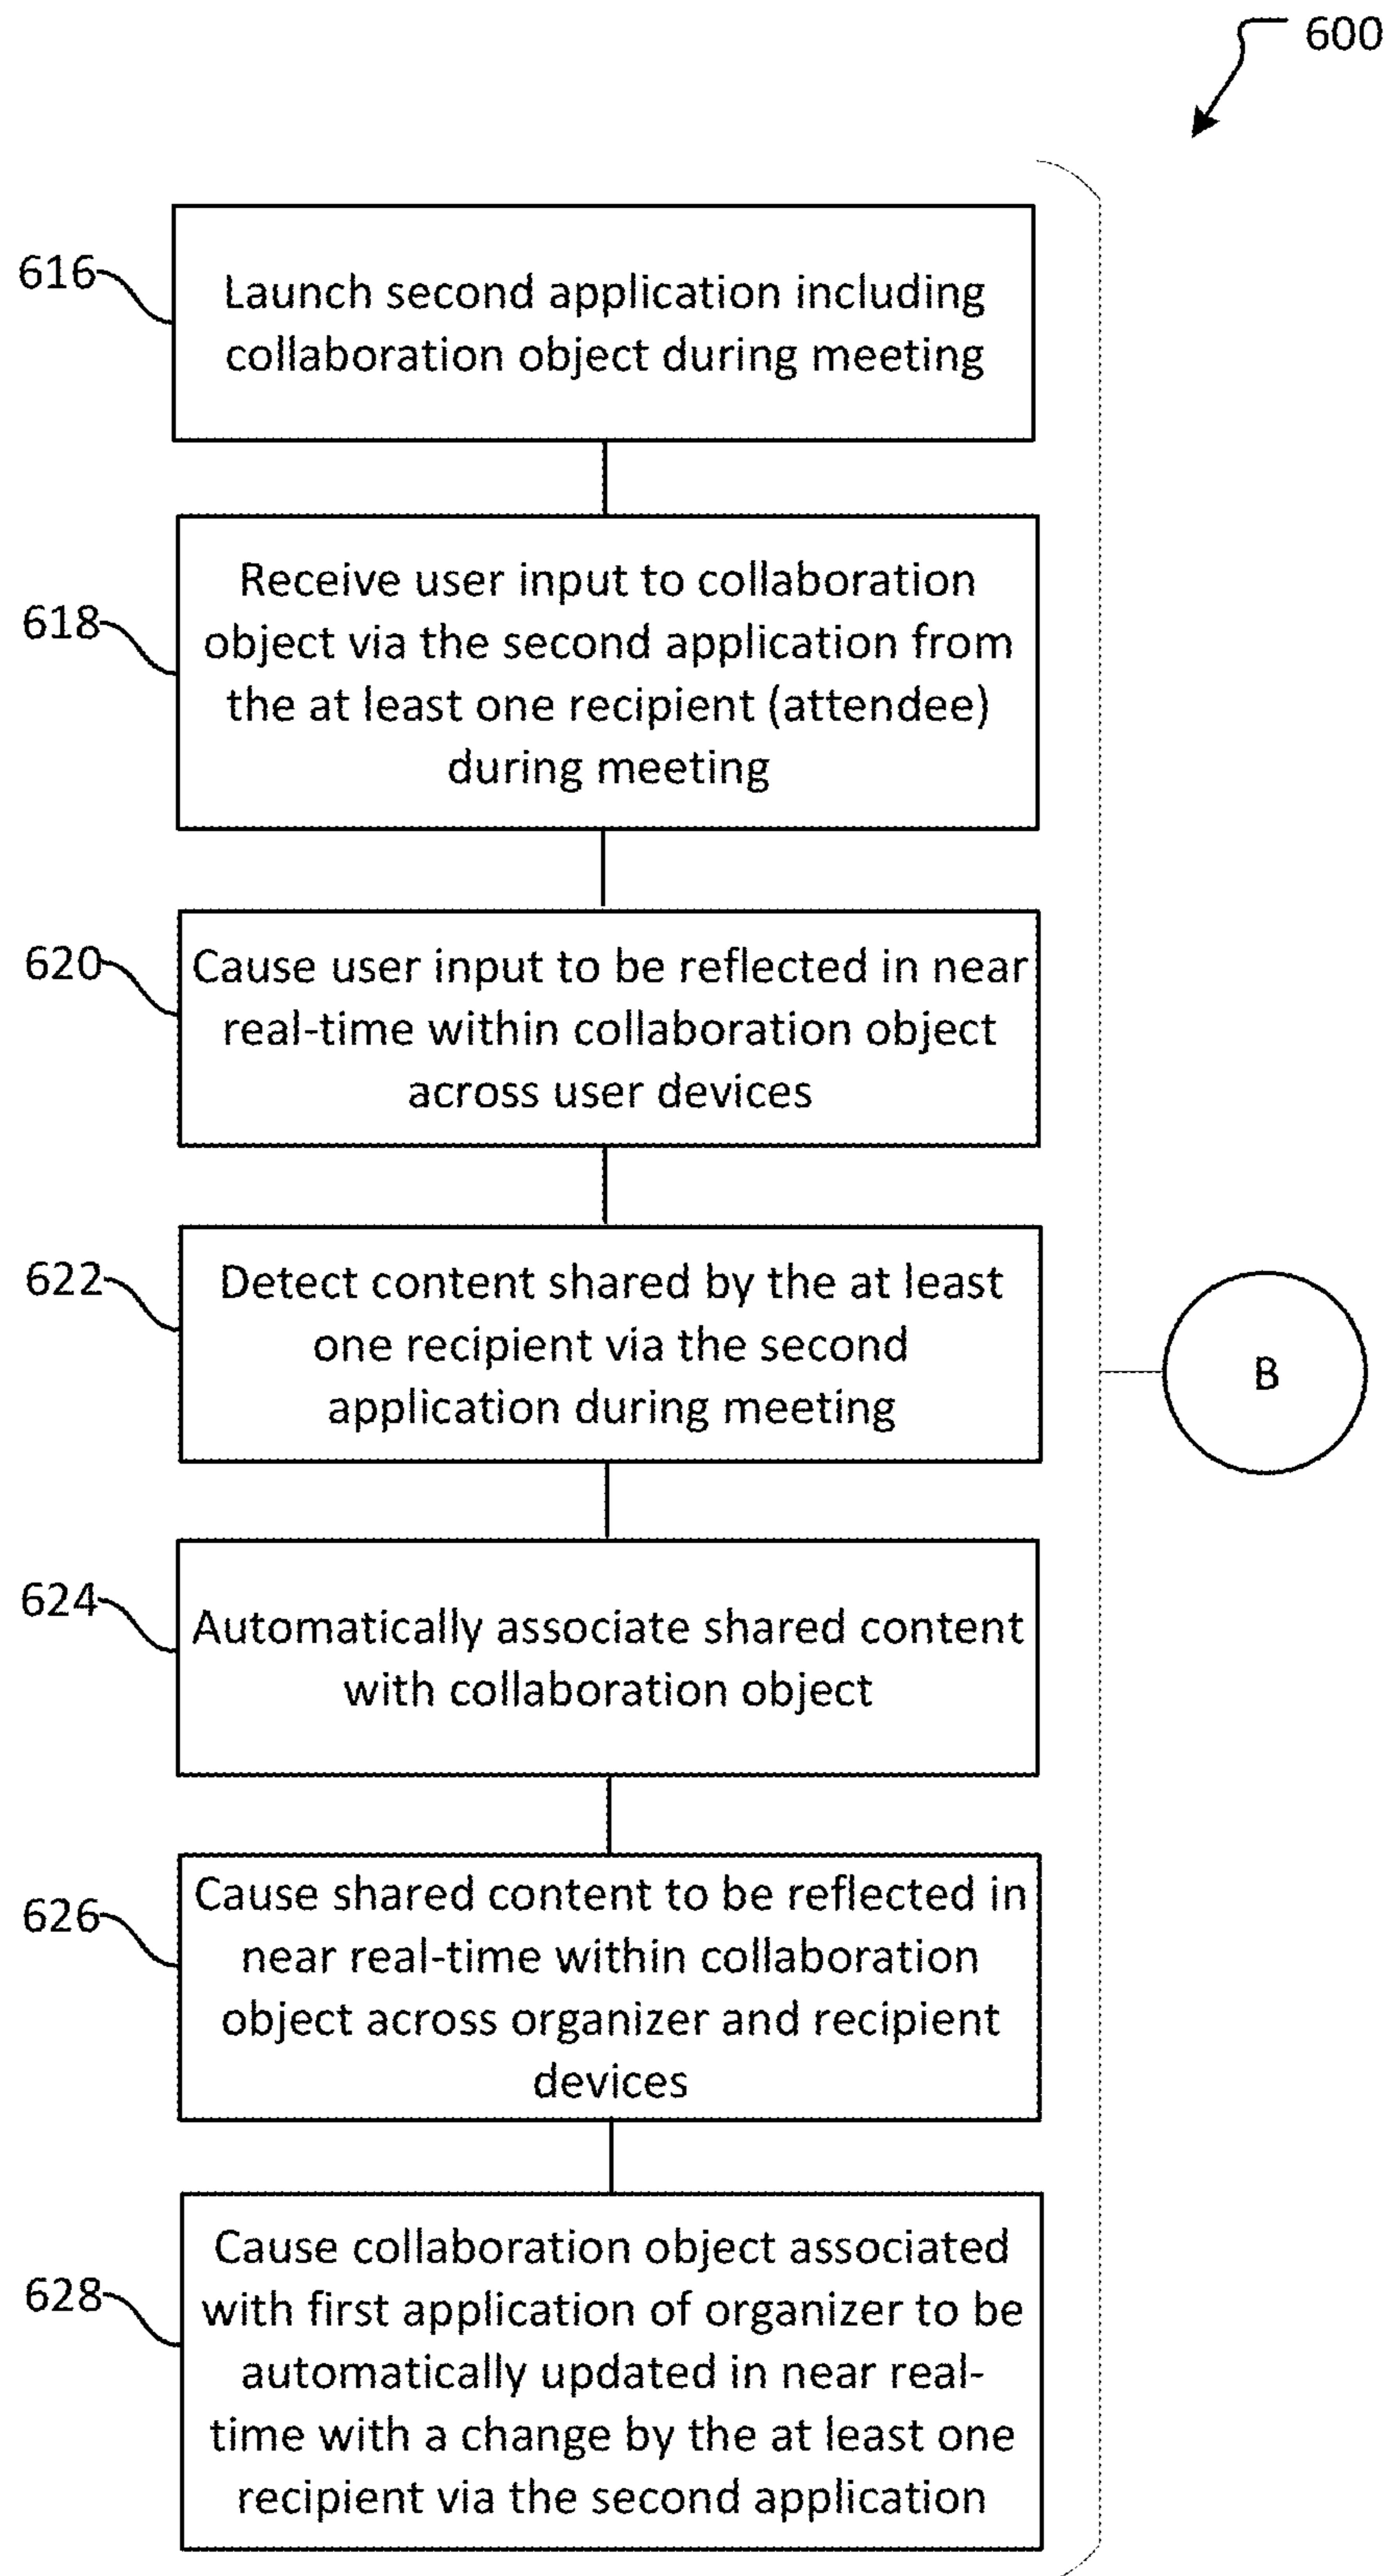 600
616
Launch second application including
collaboration object during meeting
618
Receive user input to collaboration
object via the second application from
the at least one recipient (attendee)
during meeting
620
Cause user input to be reflected in near
real-time within collaboration object
across user devices
622
Detect content shared by the at least
one recipient via the second
application during meeting
B
624
Automatically associate shared content
with collaboration object
626
Cause shared content to be reflected in
near real-time within collaboration
object across organizer and recipient
devices
628
Cause collaboration object associated
with first application of organizer to be
automatically updated in near real-
time with a change by the at least one
recipient via the second application